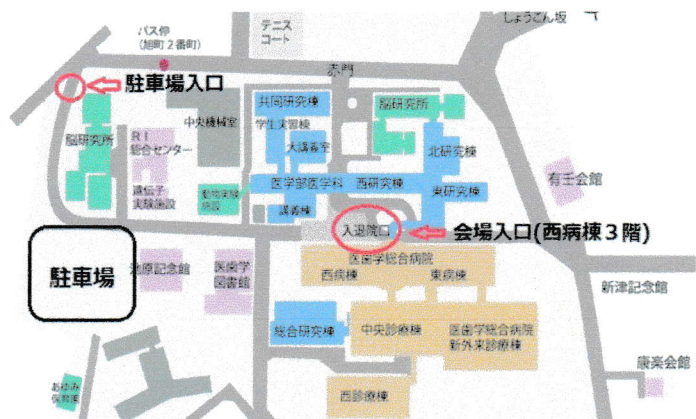 しょうこん坂
バス停
(旭町2番町)
テニス
コート
赤門
駐車場入口
共同研究棟
脳研究所
中央機械室
学生実習棟
脳研究所
RI
総合センター
大講義室
北研究棟
医学部医学科
西研究棟
東研究棟
有壬会館
遺伝子
実験施設
動物実験
施設
講義棟
入退院口
会場入口(西病棟3階)
駐車場
池原記念館
医歯学
図書館
医歯学総合病院
西病棟
東病棟
新津記念館
総合研究棟
中央診療棟
医歯学総合病院
新外来診療棟
康楽会館
あゆみ
保育園
西診療棟